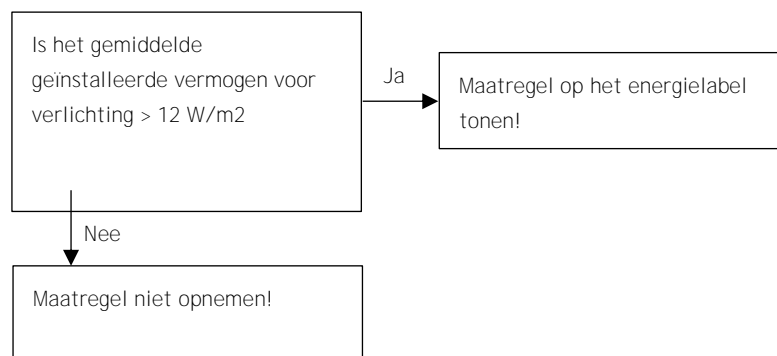 Is het gemiddelde
geïnstalleerde vermogen voor
verlichting > 12 W/m2
Ja
Maatregel op het energielabel
tonen!
Nee
Maatregel niet opnemen!